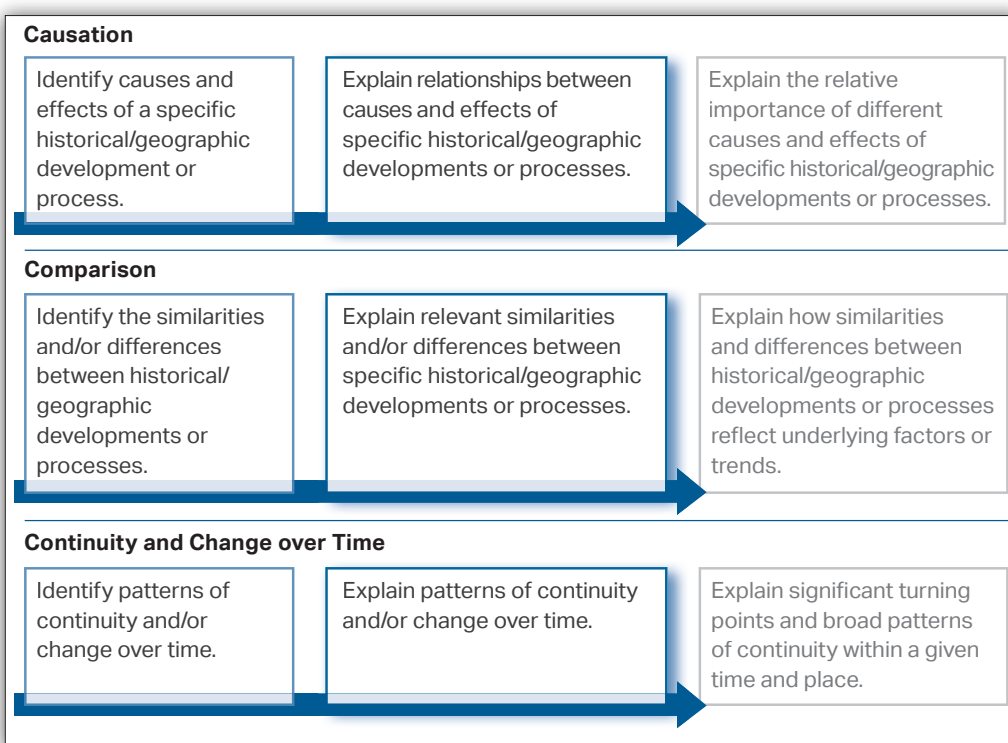 Causation
Identify causes and
effects of a specific
historical/geographic
development or
process.
Explain relationships between
causes and effects of
specific historical/geographic
developments or processes.
Explain the relative
importance of different
causes and effects of
specific historical/geographic
developments or processes.
Comparison
Identify the similarities
and/or differences
between historical/
geographic
developments or
processes.
Explain relevant similarities
and/or differences between
specific historical/geographic
developments or processes.
Explain how similarities
and differences between
historical/geographic
developments or processes
reflect underlying factors or
trends.
Continuity and Change over Time
Identify patterns of
continuity and/or
change over time.
Explain patterns of continuity
and/or change over time.
Explain significant turning
points and broad patterns
of continuity within a given
time and place.